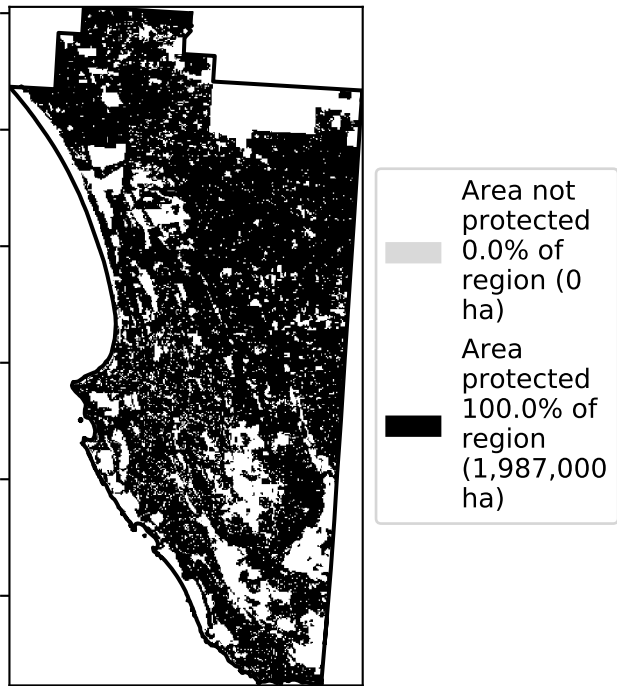 Area not
protected
0.0% of
region (0
ha)
Area
protected
100.0% of
region
(1,987,000
ha)